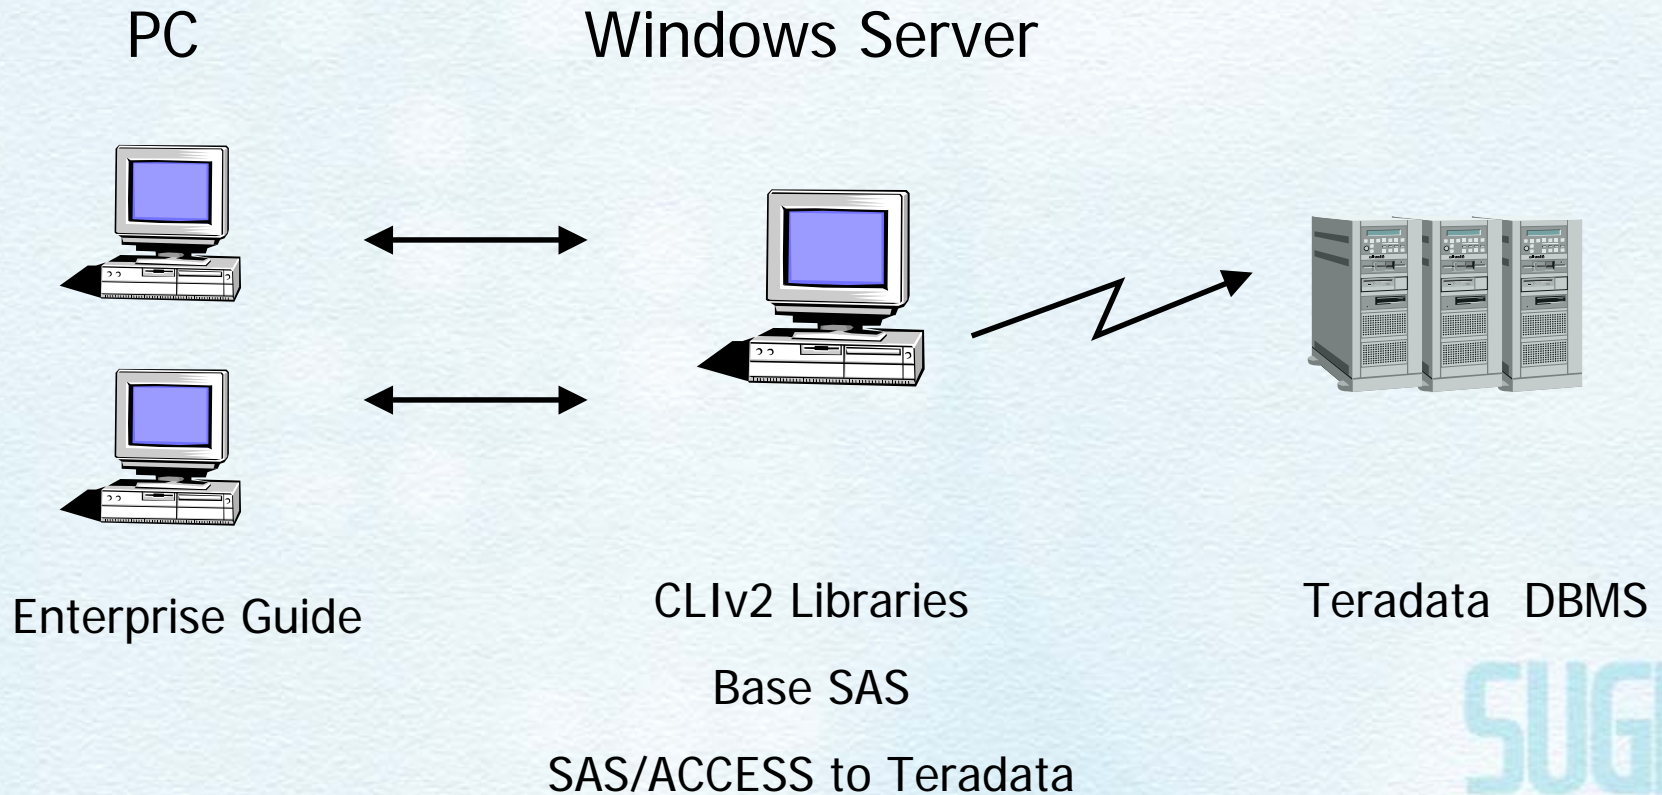 PC
Windows Server
Enterprise Guide
CLIv2 Libraries
Base SAS
SAS/ACCESS to Teradata
Teradata DBMS